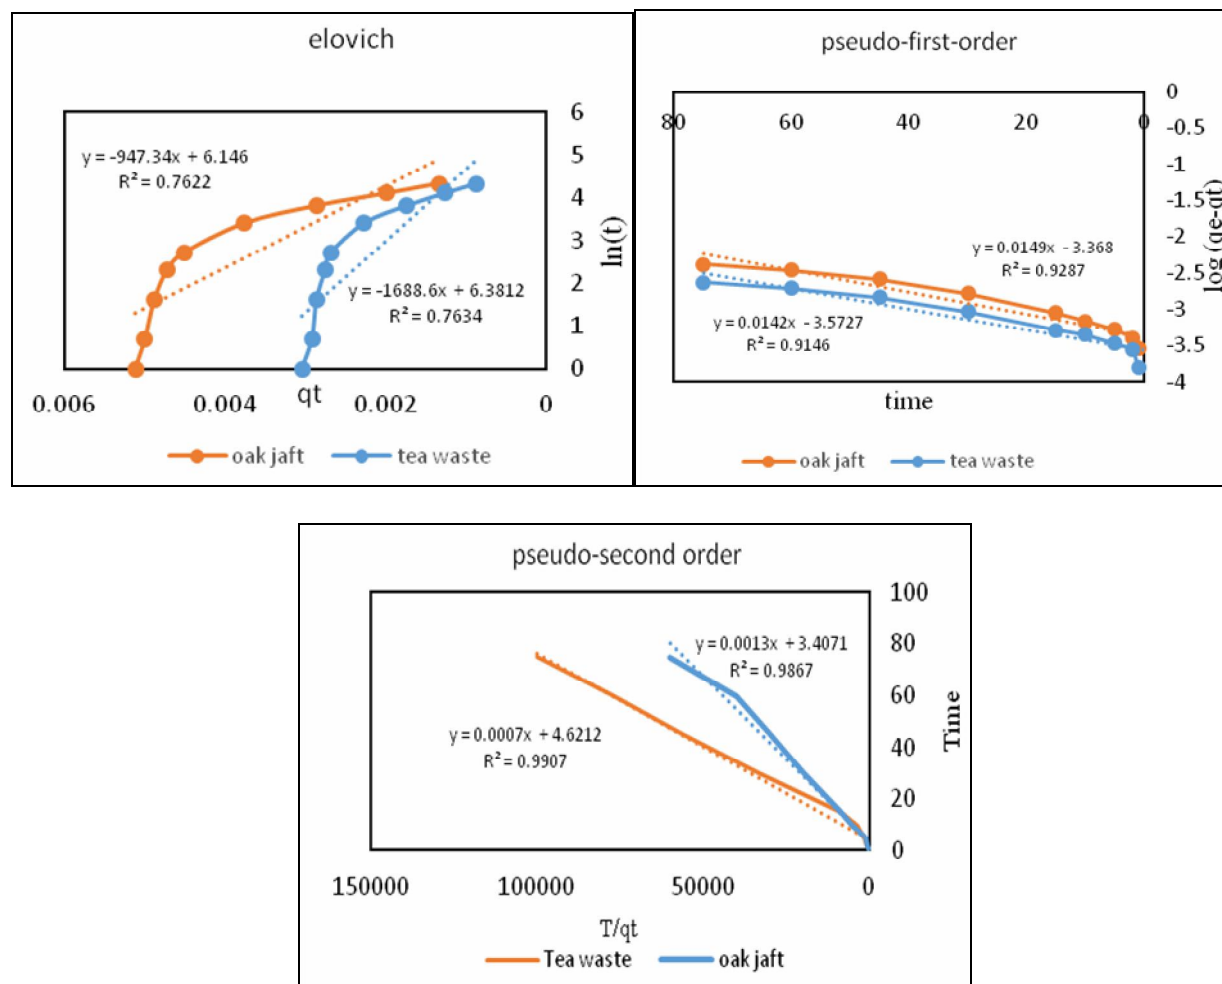 elovich
6
5
4
3
2
1
0
ln(t)
y = -947.34x + 6.146
R² = 0.7622
y = -1688.6x + 6.3812
R² = 0.7634
0.006 0.004 0.002 0
qt
oak jaft tea waste
pseudo-first-order
0
-0.5
-1
-1.5
-2
-2.5
-3
-3.5
-4
log (qe-qt)
80 60 40 20 0
y = 0.0149x - 3.368
R² = 0.9287
y = 0.0142x - 3.5727
R² = 0.9146
time
oak jaft tea waste
pseudo-second order
100
80
60
40
20
0
Time
y = 0.0013x + 3.4071
R² = 0.9867
y = 0.0007x + 4.6212
R² = 0.9907
150000 100000 50000 0
T/qt
Tea waste oak jaft